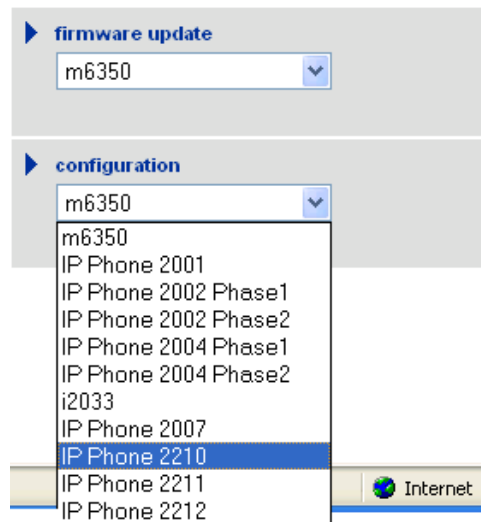 firmware update
m6350
configuration
m6350
m6350
IP Phone 2001
IP Phone 2002 Phase1
IP Phone 2002 Phase2
IP Phone 2004 Phase1
IP Phone 2004 Phase2
i2033
IP Phone 2007
IP Phone 2210
IP Phone 2211
IP Phone 2212
Internet